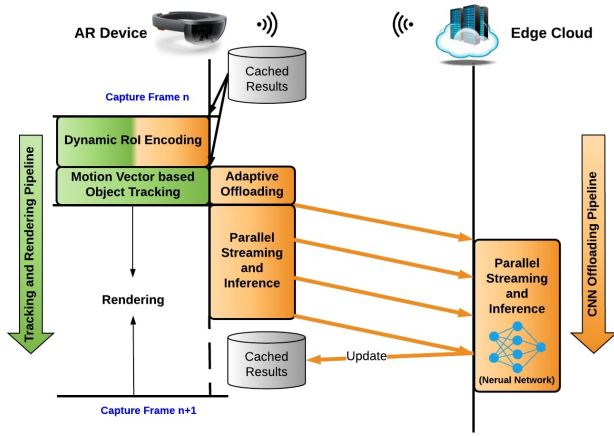 AR Device
Edge Cloud
Cached
Results
Capture Frame n
Dynamic RoI Encoding
Motion Vector based
Object Tracking
Adaptive
Offloading
Tracking and Rendering Pipeline
Parallel
Streaming
and
Inference
Rendering
Parallel
Streaming
and
Inference
(Nerual Network)
CNN Offloading Pipeline
Cached
Results
Update
Capture Frame n+1